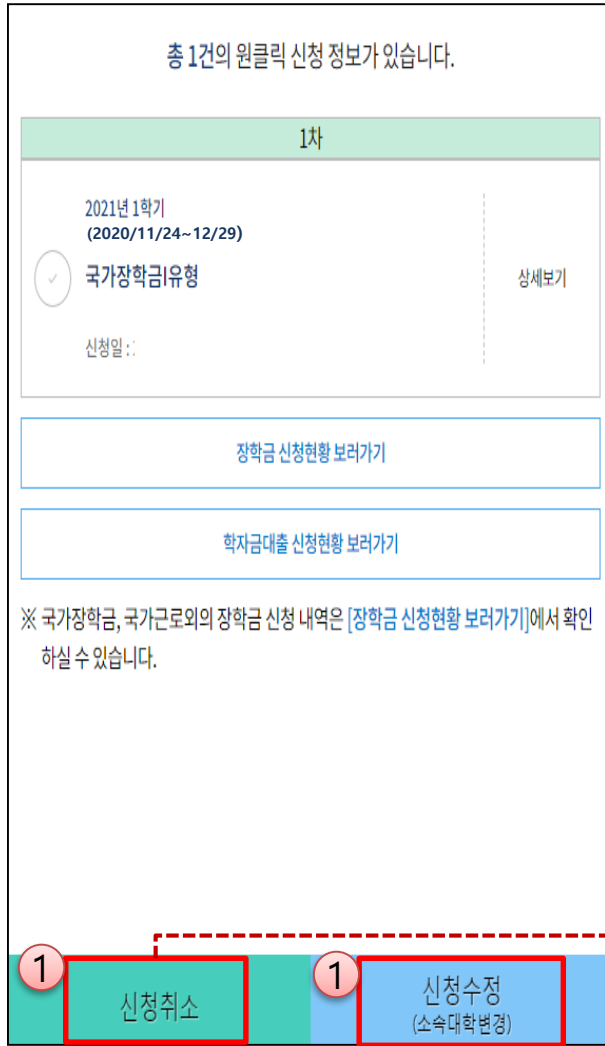 총 1건의 원클릭 신청 정보가 있습니다.
1차
2021년 1학기
(2020/11/24~12/29)
국가장학금I유형
상세보기
신청일 :
장학금 신청현황 보러가기
학자금대출 신청현황 보러가기
※ 국가장학금, 국가근로외의 장학금 신청 내역은 [장학금 신청현황 보러가기]에서 확인
하실 수 있습니다.
1
신청취소
1
신청수정
(소속대학변경)